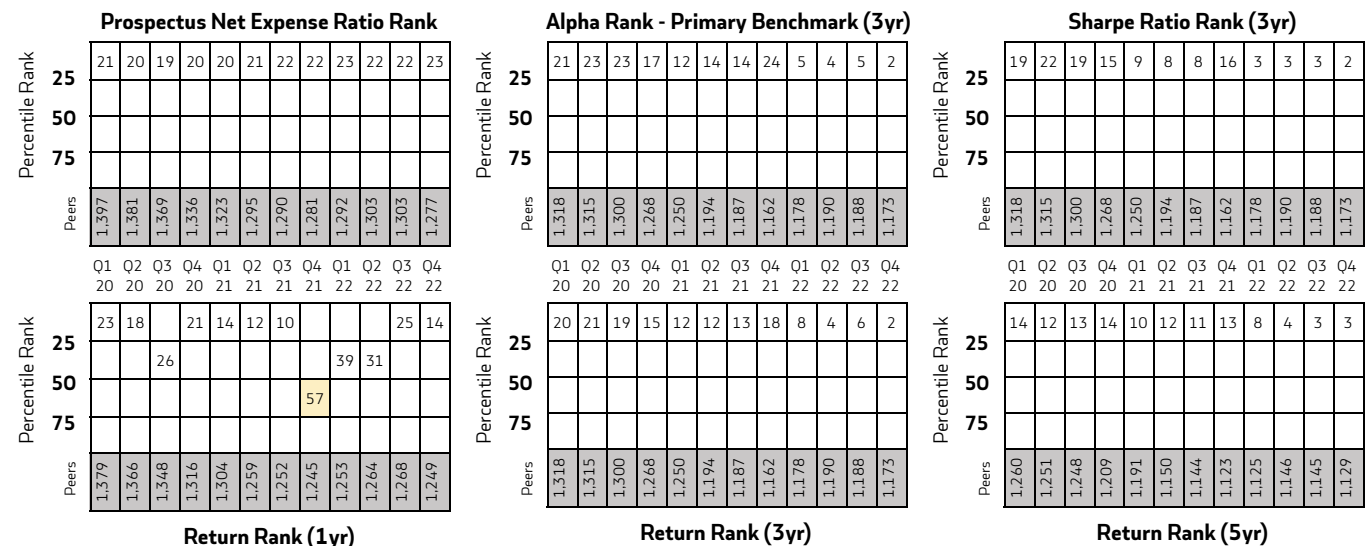 Prospectus Net Expense Ratio Rank
Percentile Rank
25
50
75
21 20 19 20 20 21 22 22 23 22 22 23
Peers
1,397 1,381 1,369 1,336 1,323 1,295 1,290 1,281 1,292 1,303 1,303 1,277
Alpha Rank - Primary Benchmark (3yr)
Percentile Rank
25
50
75
21 23 23 17 12 14 14 24 5 4 5 2
Peers
1,318 1,315 1,300 1,268 1,250 1,194 1,187 1,162 1,178 1,190 1,188 1,173
Sharpe Ratio Rank (3yr)
Percentile Rank
25
50
75
19 22 19 15 9 8 8 16 3 3 3 2
Peers
1,318 1,315 1,300 1,268 1,250 1,194 1,187 1,162 1,178 1,190 1,188 1,173
Q1 Q2 Q3 Q4 Q1 Q2 Q3 Q4 Q1 Q2 Q3 Q4
20 20 20 20 21 21 21 21 22 22 22 22
Q1 Q2 Q3 Q4 Q1 Q2 Q3 Q4 Q1 Q2 Q3 Q4
20 20 20 20 21 21 21 21 22 22 22 22
Q1 Q2 Q3 Q4 Q1 Q2 Q3 Q4 Q1 Q2 Q3 Q4
20 20 20 20 21 21 21 21 22 22 22 22
Percentile Rank
25
50
75
23 18 21 14 12 10 25 14
26 39 31
57
Peers
1,379 1,366 1,348 1,316 1,304 1,259 1,252 1,245 1,253 1,264 1,268 1,249
Return Rank (1yr)
Percentile Rank
25
50
75
20 21 19 15 12 12 13 18 8 4 6 2
Peers
1,318 1,315 1,300 1,268 1,250 1,194 1,187 1,162 1,178 1,190 1,188 1,173
Return Rank (3yr)
Percentile Rank
25
50
75
14 12 13 14 10 12 11 13 8 4 3 3
Peers
1,260 1,251 1,248 1,209 1,191 1,150 1,144 1,123 1,125 1,146 1,145 1,129
Return Rank (5yr)